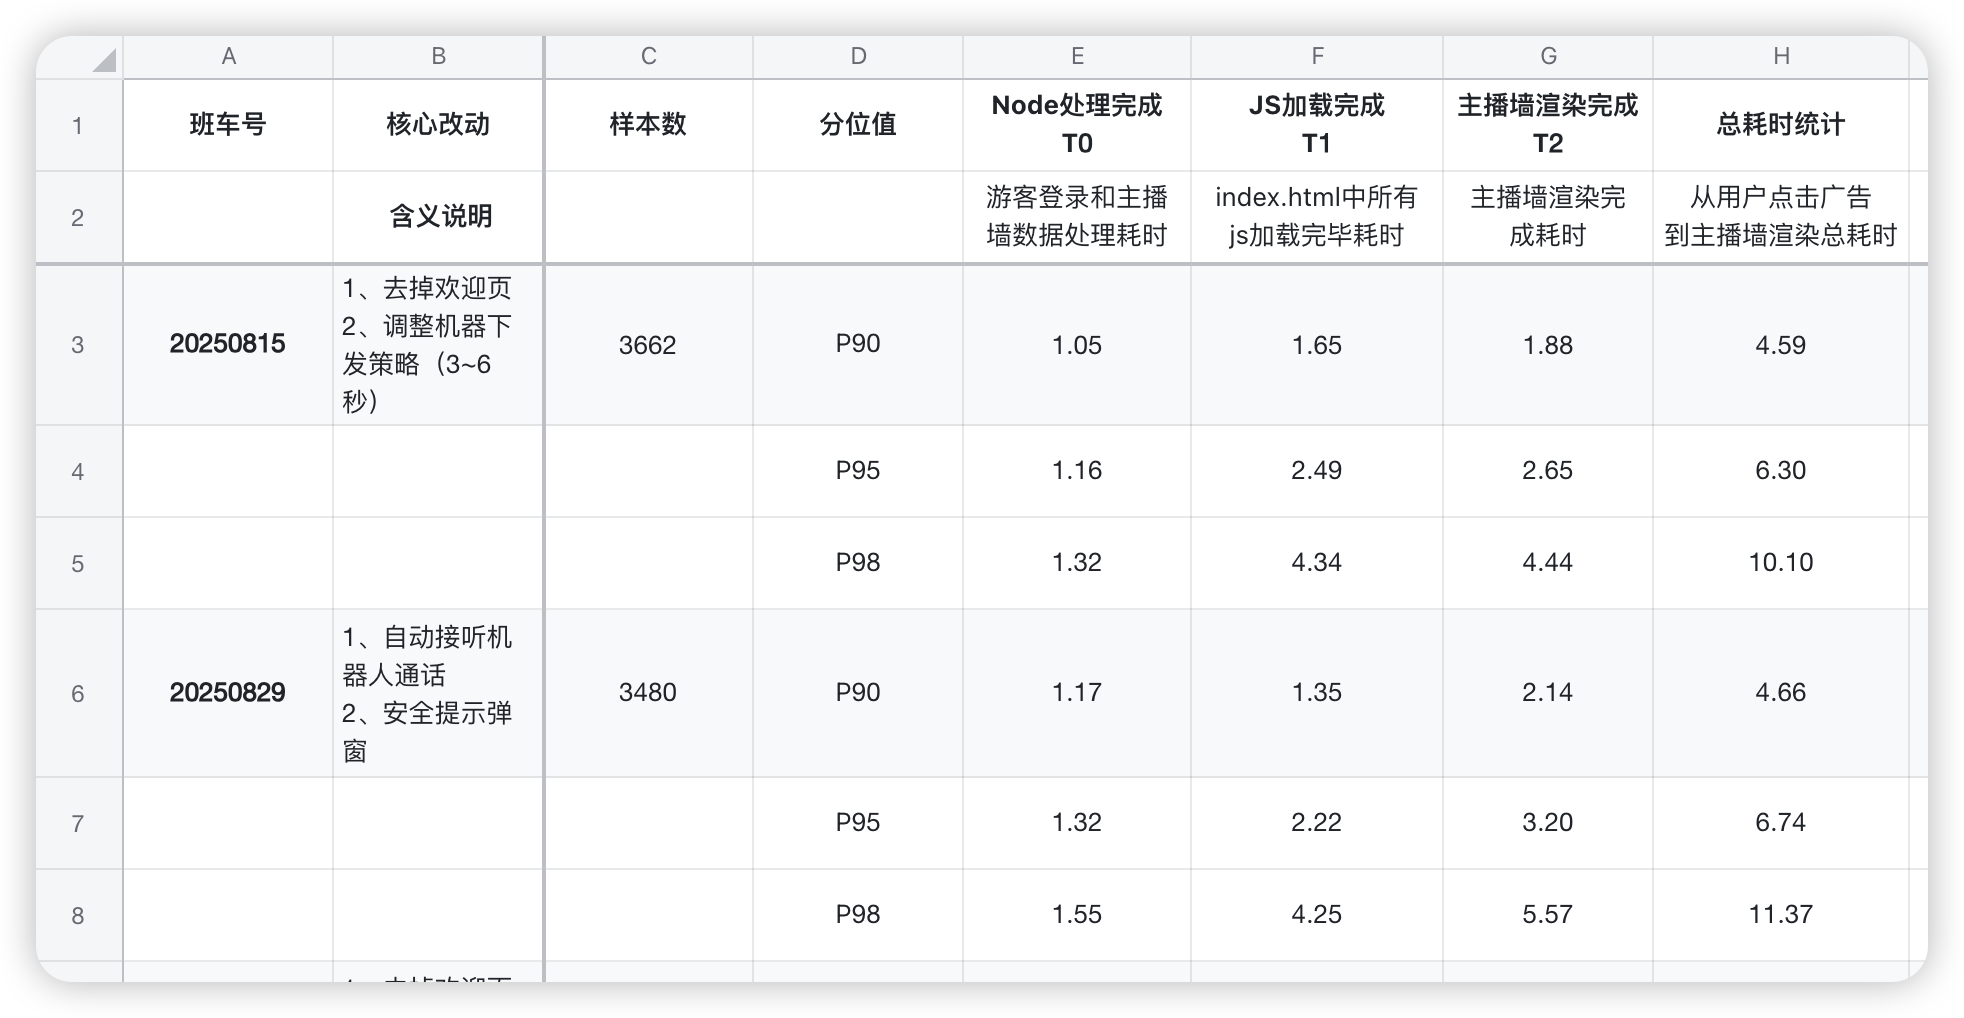 A B C D E F G H
1 班车号 核心改动 样本数 分位值 Node处理完成 JS加载完成 主播墙渲染完成 总耗时统计
T0 T1 T2
2 含义说明 游客登录和主播 index.html中所有 主播墙渲染完 从用户点击广告
墙数据处理耗时 js加载完毕耗时 成耗时 到主播墙渲染总耗时
1、去掉欢迎页
2、调整机器下
3 20250815 发策略（3~6 3662 P90 1.05 1.65 1.88 4.59
秒）
4 P95 1.16 2.49 2.65 6.30
5 P98 1.32 4.34 4.44 10.10
1、自动接听机
器人通话
6 20250829 2、安全提示弹 3480 P90 1.17 1.35 2.14 4.66
窗
7 P95 1.32 2.22 3.20 6.74
8 P98 1.55 4.25 5.57 11.37